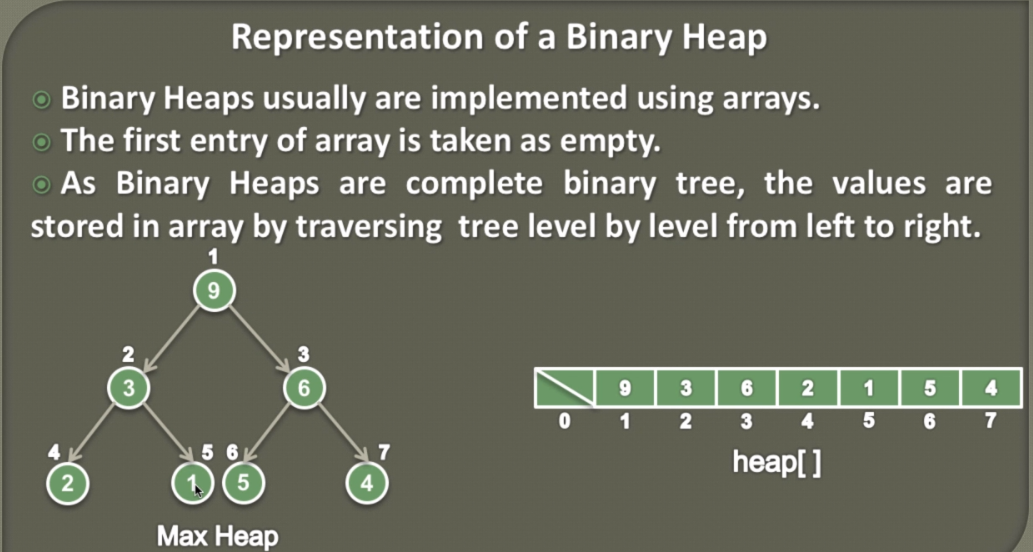 Representation of a Binary Heap
Binary Heaps usually are implemented using arrays.
The first entry of array is taken as empty.
As Binary Heaps are complete binary tree, the values are
stored in array by traversing tree level by level from left to right.
1
9
2 3
3 6
4 5 6 7
2 1 5 4
Max Heap
9 3 6 2 1 5 4
0 1 2 3 4 5 6 7
heap[ ]